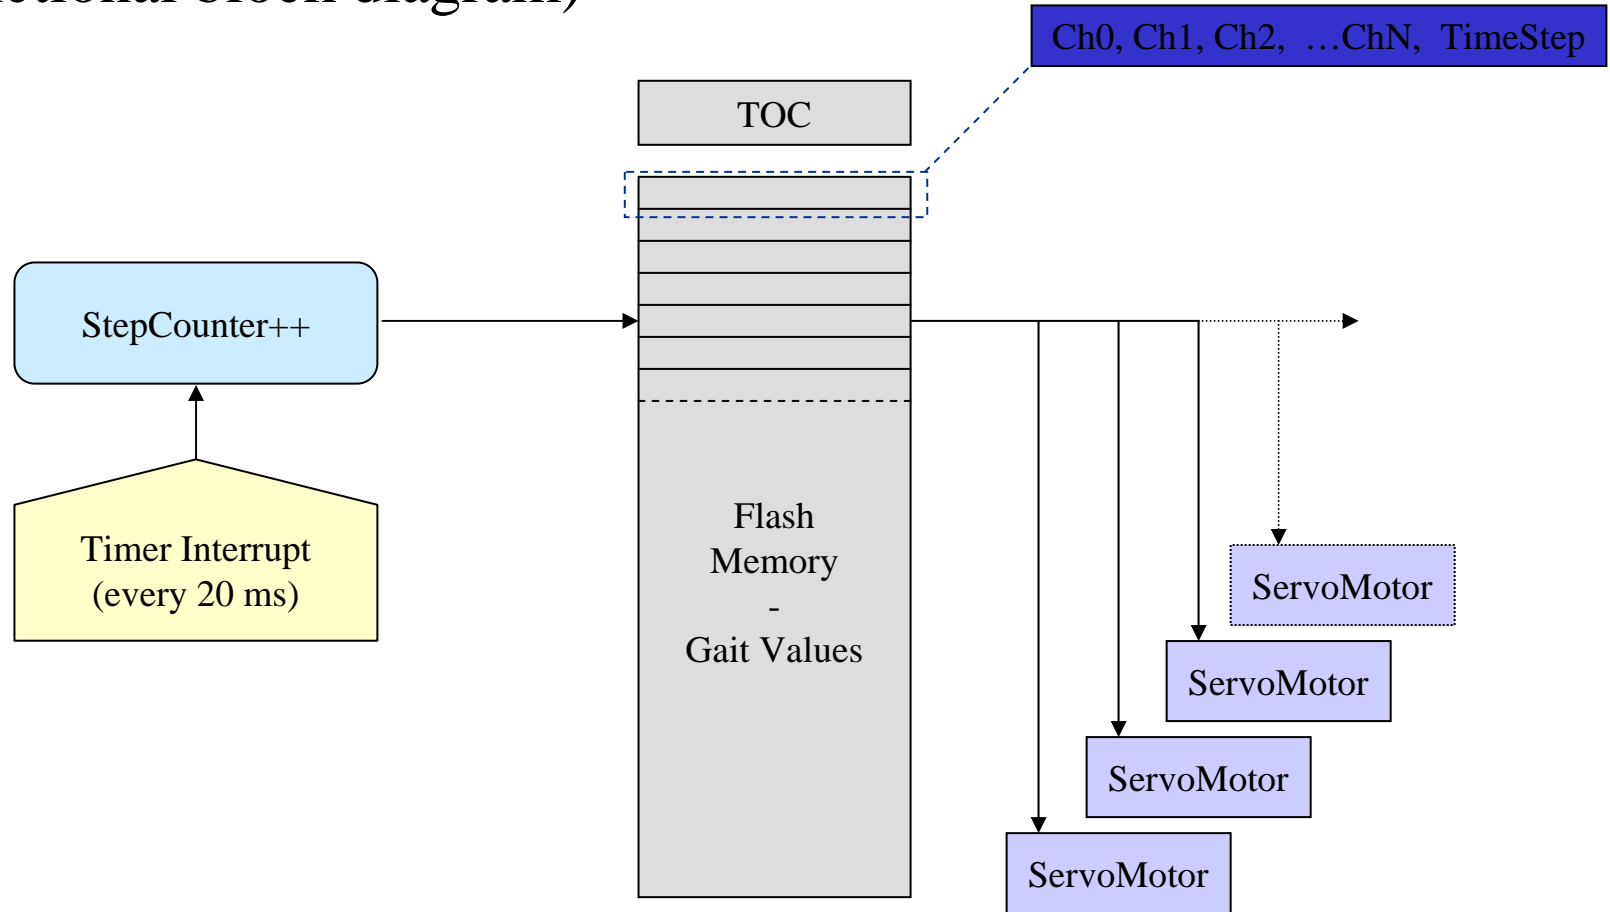 Ch0, Ch1, Ch2, …ChN, TimeStep
TOC
StepCounter++
Timer Interrupt
(every 20 ms)
Flash
Memory
-
Gait Values
ServoMotor
ServoMotor
ServoMotor
ServoMotor